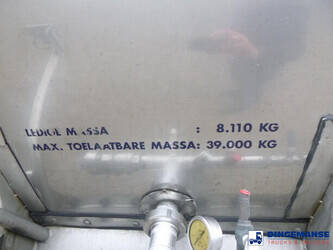 LEDIGE MASSA : 8.110 KG
MAX. TOELAATBARE MASSA: 39.000 KG
DINGEMANSE